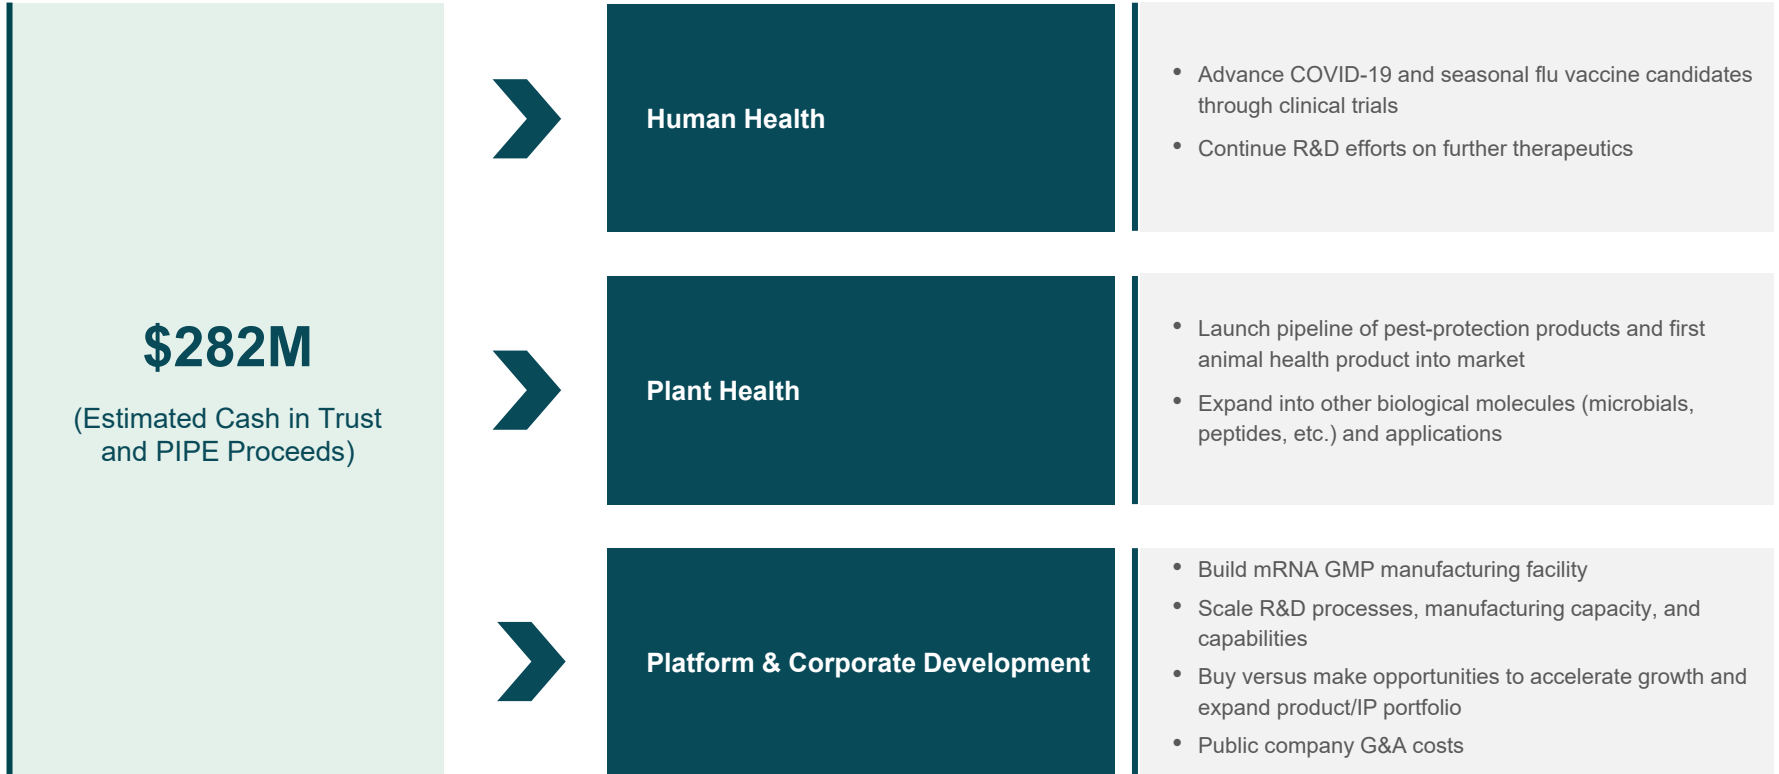 $282M
(Estimated Cash in Trust
and PIPE Proceeds)
Human Health
• Advance COVID-19 and seasonal flu vaccine candidates
through clinical trials
• Continue R&D efforts on further therapeutics
Plant Health
• Launch pipeline of pest-protection products and first
animal health product into market
• Expand into other biological molecules (microbials,
peptides, etc.) and applications
Platform & Corporate Development
• Build mRNA GMP manufacturing facility
• Scale R&D processes, manufacturing capacity, and
capabilities
• Buy versus make opportunities to accelerate growth and
expand product/IP portfolio
• Public company G&A costs